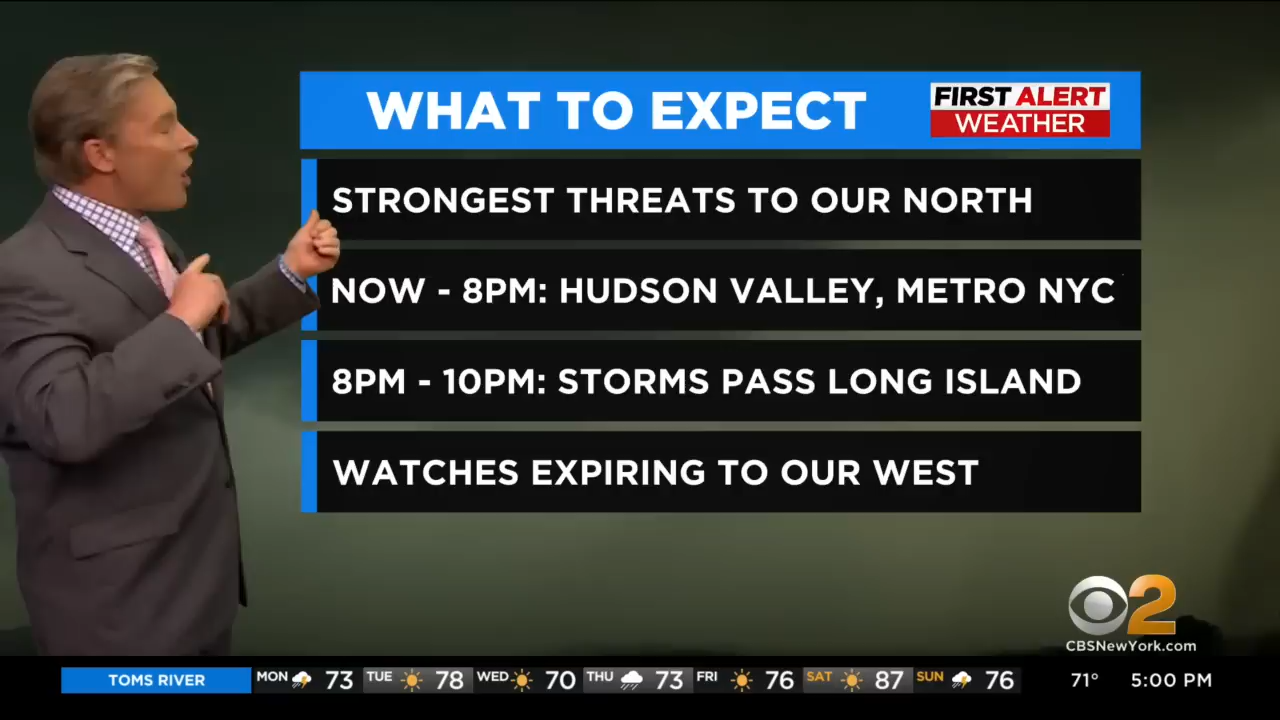 WHAT TO EXPECT
FIRST ALERT
WEATHER
STRONGEST THREATS TO OUR NORTH
NOW - 8PM: HUDSON VALLEY, METRO NYC
8PM - 10PM: STORMS PASS LONG ISLAND
WATCHES EXPIRING TO OUR WEST
2
CBSNewYork.com
TOMS RIVER MON 73 TUE 78 WED 70 THU 73 FRI 76 SAT 87 SUN 76 71° 5:00 PM